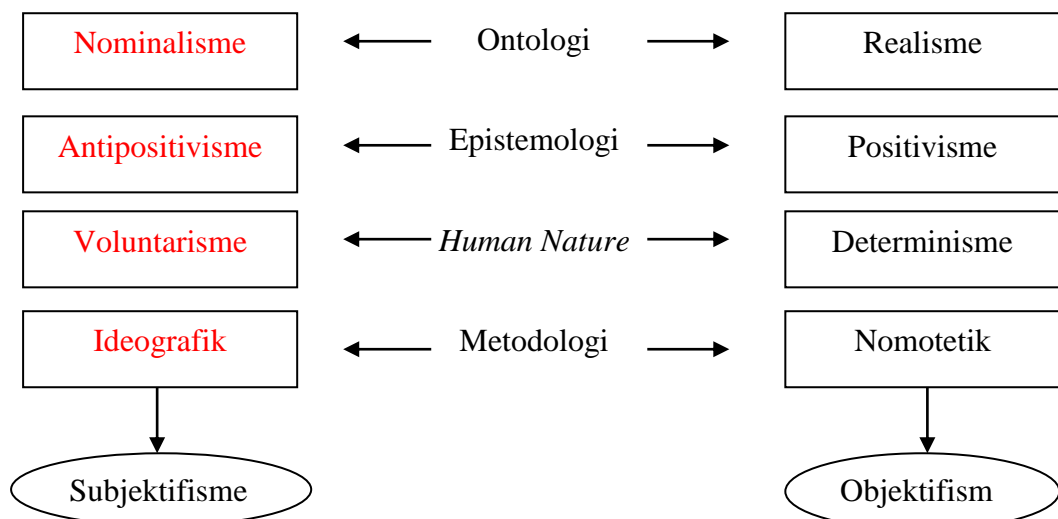 Nominalisme Ontologi Realisme
Antipositivisme Epistemologi Positivisme
Voluntarisme Human Nature Determinisme
Ideografik Metodologi Nomotetik
Subjektifisme Objektifism